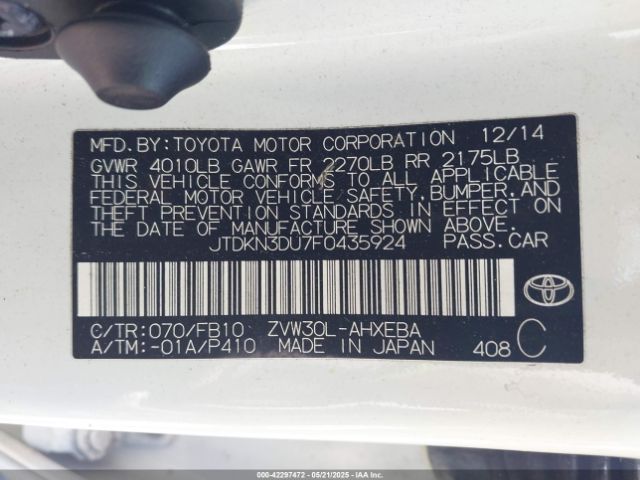 MFD. BY: TOYOTA MOTOR CORPORATION 12/14
GVWR 4010LB GAWR FR 2270LB RR 2175LB
THIS VEHICLE CONFORMS TO ALL APPLICABLE
FEDERAL MOTOR VEHICLE SAFETY, BUMPER, AND
THEFT PREVENTION STANDARDS IN EFFECT ON
THE DATE OF MANUFACTURE SHOWN ABOVE.
JTDKN3DU7F0435924 PASS. CAR
C/TR: 070/FB10 ZVW30L-AHXEBA
A/TM: -01A/P410 MADE IN JAPAN 408 C
TOYOTA
000-42297472 — 05/21/2025 — IAAI.COM